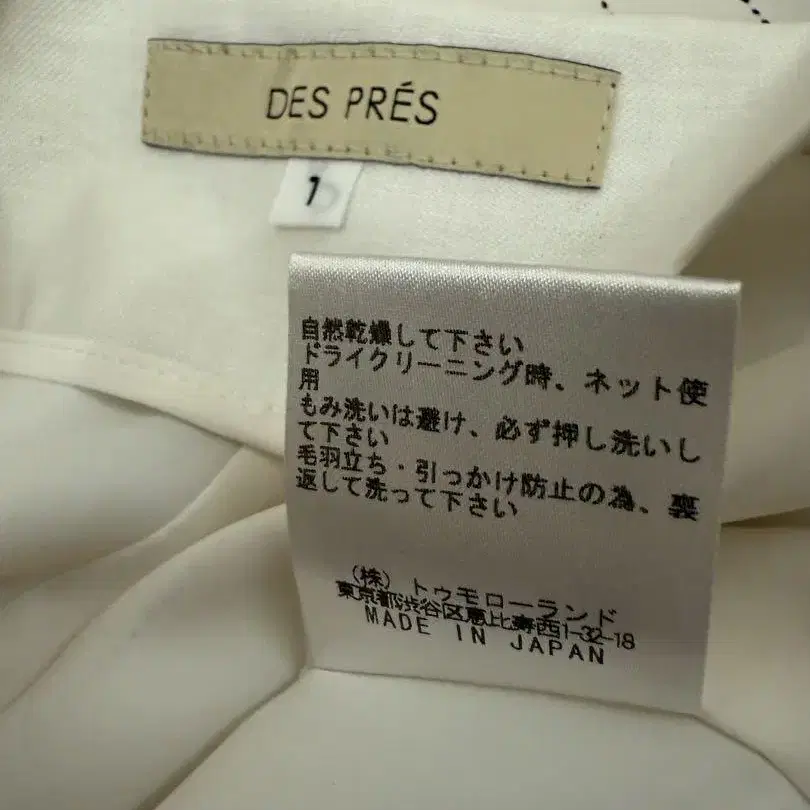 DES PRÉS
1
自然乾燥して下さい
ドライクリーニング時、ネット使
用
もみ洗いは避け、必ず押し洗いし
て下さい
毛羽立ち・引っかけ防止の為、裏
返して洗って下さい
(株) トゥモローランド
東京都渋谷区恵比寿西1-32-18
MADE IN JAPAN